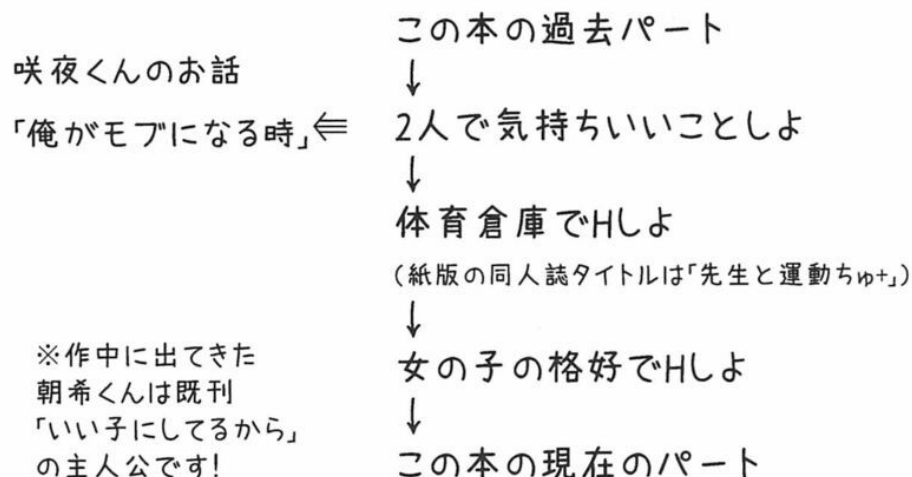 この本の過去パート
↓
咲夜くんのお話
「俺がモブになる時」⇐ 2人で気持ちいいことしよ
↓
体育倉庫でHしよ
(紙版の同人誌タイトルは「先生と運動ちゅ+」)
↓
女の子の格好でHしよ
↓
この本の現在のパート
※作中に出てきた
朝希くんは既刊
「いい子にしてるから」
の主人公です!